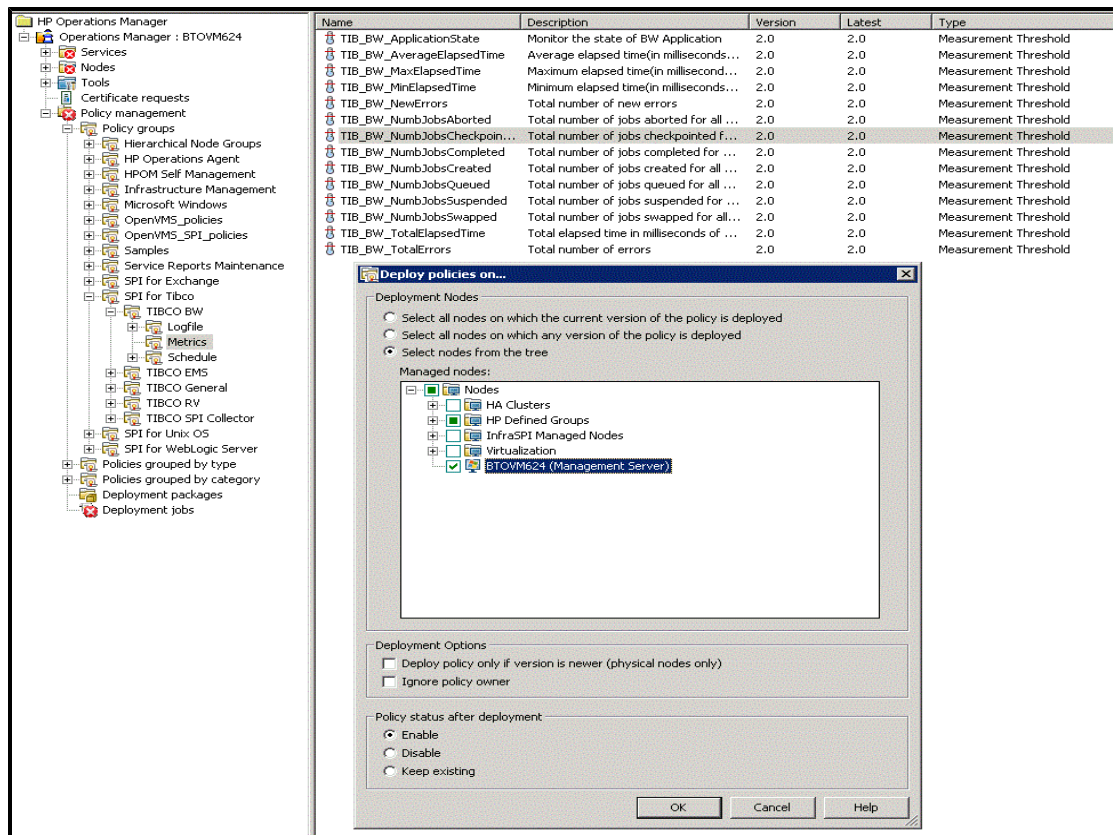 HP Operations Manager
Operations Manager : BTOVM624
Services
Nodes
Tools
Certificate requests
Policy management
Policy groups
Hierarchical Node Groups
HP Operations Agent
HPOM Self Management
Infrastructure Management
Microsoft Windows
OpenVMS_policies
OpenVMS_SPI_policies
Samples
Service Reports Maintenance
SPI for Exchange
SPI for Tibco
TIBCO BW
Logfile
Metrics
Schedule
TIBCO EMS
TIBCO General
TIBCO RV
TIBCO SPI Collector
SPI for Unix OS
SPI for WebLogic Server
Policies grouped by type
Policies grouped by category
Deployment packages
Deployment jobs
Name Description Version Latest Type
TIB_BW_ApplicationState Monitor the state of BW Application 2.0 2.0 Measurement Threshold
TIB_BW_AverageElapsedTime Average elapsed time(in milliseconds... 2.0 2.0 Measurement Threshold
TIB_BW_MaxElapsedTime Maximum elapsed time(in millisecond... 2.0 2.0 Measurement Threshold
TIB_BW_MinElapsedTime Minimum elapsed time(in milliseconds... 2.0 2.0 Measurement Threshold
TIB_BW_NewErrors Total number of new errors 2.0 2.0 Measurement Threshold
TIB_BW_NumbJobsAborted Total number of jobs aborted for all ... 2.0 2.0 Measurement Threshold
TIB_BW_NumbJobsCheckpoin... Total number of jobs checkpointed f... 2.0 2.0 Measurement Threshold
TIB_BW_NumbJobsCompleted Total number of jobs completed for ... 2.0 2.0 Measurement Threshold
TIB_BW_NumbJobsCreated Total number of jobs created for all ... 2.0 2.0 Measurement Threshold
TIB_BW_NumbJobsQueued Total number of jobs queued for all ... 2.0 2.0 Measurement Threshold
TIB_BW_NumbJobsSuspended Total number of jobs suspended for ... 2.0 2.0 Measurement Threshold
TIB_BW_NumbJobsSwapped Total number of jobs swapped for all... 2.0 2.0 Measurement Threshold
TIB_BW_TotalElapsedTime Total elapsed time in milliseconds of ... 2.0 2.0 Measurement Threshold
TIB_BW_TotalErrors Total number of errors 2.0 2.0 Measurement Threshold
Deploy policies on...
Deployment Nodes
Select all nodes on which the current version of the policy is deployed
Select all nodes on which any version of the policy is deployed
Select nodes from the tree
Managed nodes:
Nodes
HA Clusters
HP Defined Groups
InfraSPI Managed Nodes
Virtualization
BTOVM624 (Management Server)
Deployment Options
Deploy policy only if version is newer (physical nodes only)
Ignore policy owner
Policy status after deployment
Enable
Disable
Keep existing
OK Cancel Help